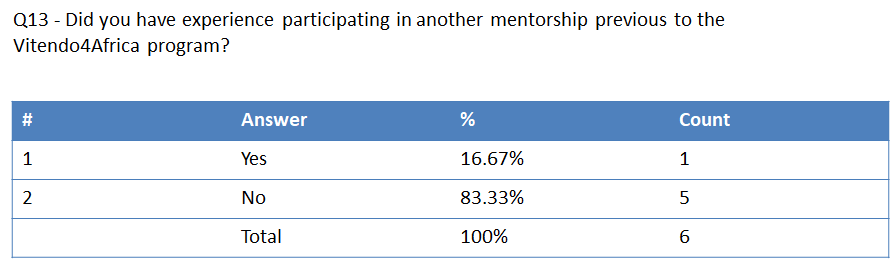 Q13 - Did you have experience participating in another mentorship previous to the
Vitendo4Africa program?
# Answer % Count
1 Yes 16.67% 1
2 No 83.33% 5
Total 100% 6